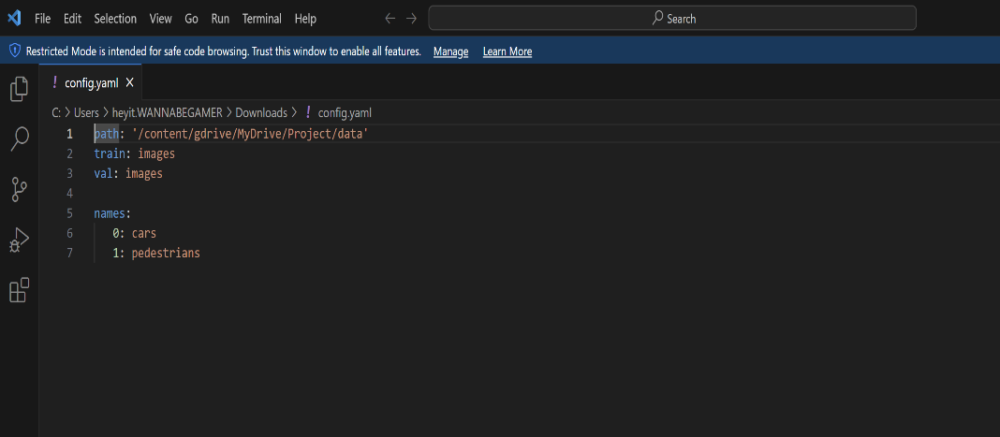 File Edit Selection View Go Run Terminal Help Search
Restricted Mode is intended for safe code browsing. Trust this window to enable all features. Manage Learn More
! config.yaml ×
C: > Users > heyit.WANNABEGAMER > Downloads > ! config.yaml
1 path: '/content/gdrive/MyDrive/Project/data'
2 train: images
3 val: images
4
5 names:
6 0: cars
7 1: pedestrians